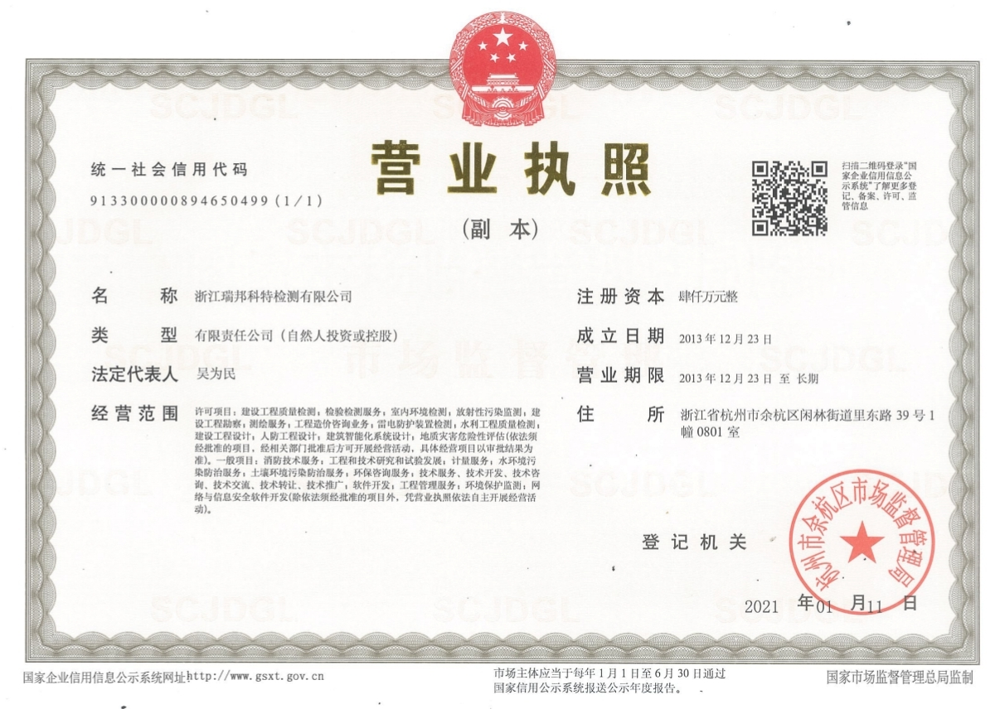 营业执照
(副 本)
统一社会信用代码
913300000894650499 (1/1)
扫描二维码登录“国
家企业信用信息公
示系统”了解更多登
记、备案、许可、监
管信息
名 称 浙江瑞邦科特检测有限公司
类 型 有限责任公司（自然人投资或控股）
法定代表人 吴为民
经营范围 许可项目：建设工程质量检测；检验检测服务；室内环境检测；放射性污染监测；建
设工程勘察；测绘服务；工程造价咨询业务；雷电防护装置检测；水利工程质量检测；
建设工程设计；人防工程设计；建筑智能化系统设计；地质灾害危险性评估(依法须
经批准的项目，经相关部门批准后方可开展经营活动，具体经营项目以审批结果为
准)。一般项目：消防技术服务；工程和技术研究和试验发展；计量服务；水环境污
染防治服务；土壤环境污染防治服务；环保咨询服务；技术服务、技术开发、技术咨
询、技术交流、技术转让、技术推广；软件开发；工程管理服务；环境保护监测；网
络与信息安全软件开发(除依法须经批准的项目外，凭营业执照依法自主开展经营活
动)。
注册资本 肆仟万元整
成立日期 2013 年 12 月 23 日
营业期限 2013 年 12 月 23 日 至 长期
住 所 浙江省杭州市余杭区闲林街道里东路 39 号 1
幢 0801 室
登记机关
杭州市余杭区市场监督管理局
2021 年 01 月 11 日
国家企业信用信息公示系统网址:http://www.gsxt.gov.cn
市场主体应当于每年 1 月 1 日至 6 月 30 日通过
国家信用公示系统报送公示年度报告。
国家市场监督管理总局监制